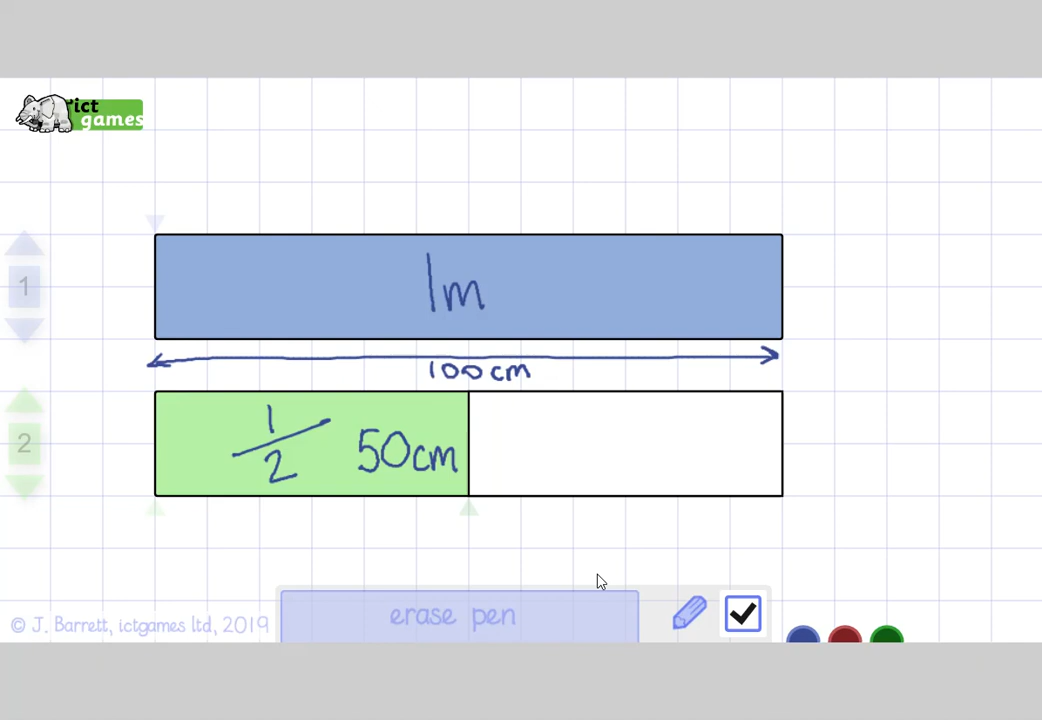 ict
games
1
1m
100cm
2
1/2 50cm
erase pen
© J. Barrett, ictgames ltd, 2019